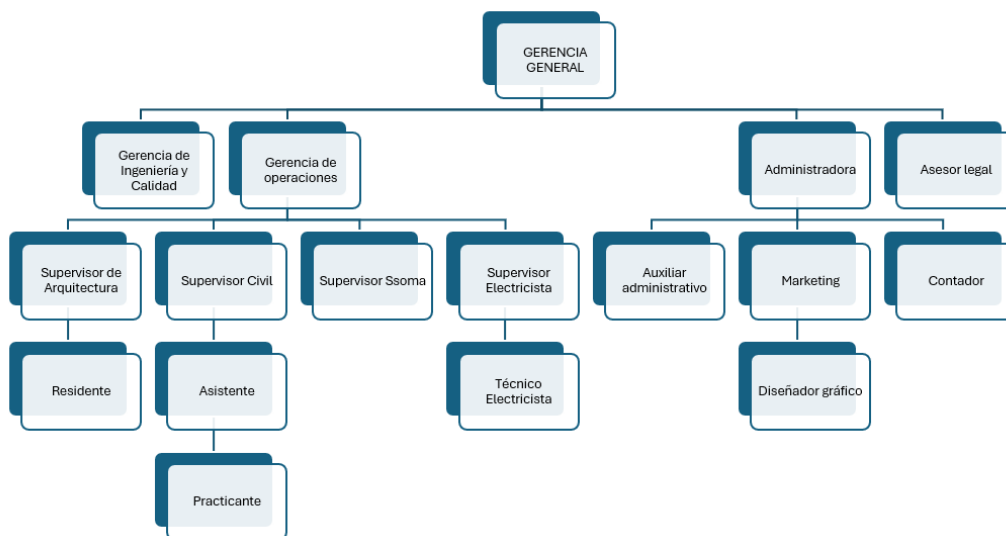 GERENCIA
GENERAL
Gerencia de
Ingeniería y
Calidad
Gerencia de
operaciones
Administradora
Asesor legal
Supervisor de
Arquitectura
Supervisor Civil
Supervisor Ssoma
Supervisor
Electricista
Auxiliar
administrativo
Marketing
Contador
Residente
Asistente
Técnico
Electricista
Diseñador gráfico
Practicante